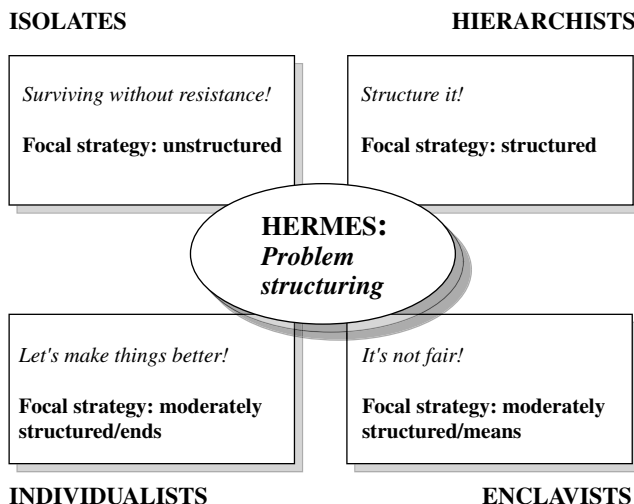 ISOLATES
HIERARCHISTS
Surviving without resistance!
Focal strategy: unstructured
Structure it!
Focal strategy: structured
HERMES:
Problem
structuring
Let's make things better!
Focal strategy: moderately
structured/ends
It's not fair!
Focal strategy: moderately
structured/means
INDIVIDUALISTS
ENCLAVISTS